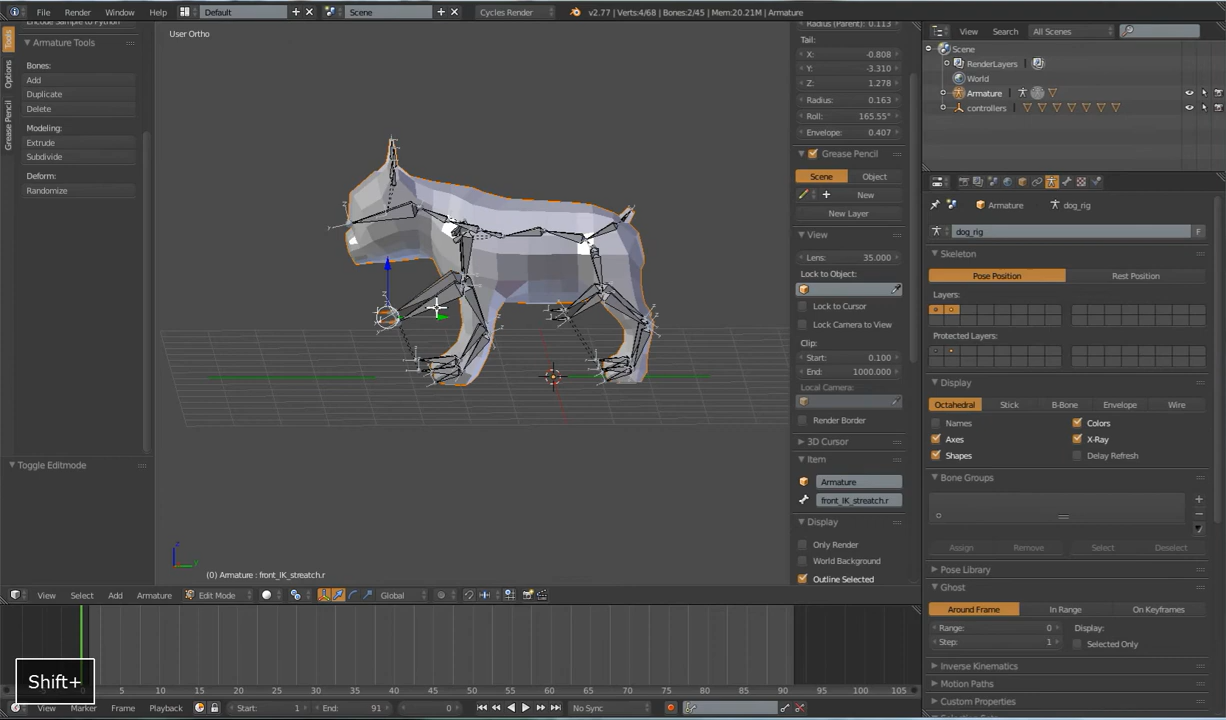 File Render Window Help Default Scene Cycles Render v2.77 | Verts:4/68 | Bones:2/45 | Mem:20.21M | Armature
Tools
Options
Grease Pencil
Armature Tools
Bones:
Add
Duplicate
Delete
Modeling:
Extrude
Subdivide
Deform:
Randomize
Toggle Editmode
User Ortho
(0) Armature : front_IK_streatch.r
View Select Add Armature Edit Mode Global
Tail:
X: -0.808
Y: -3.310
Z: 1.278
Radius: 0.163
Roll: 165.55°
Envelope: 0.407
Grease Pencil
Scene Object
New
New Layer
View
Lens: 35.000
Lock to Object:
Lock to Cursor
Lock Camera to View
Clip:
Start: 0.100
End: 1000.000
Local Camera:
Render Border
3D Cursor
Item
Armature
front_IK_streatch.r
Display
Only Render
World Background
Outline Selected
View Search All Scenes
Scene
RenderLayers
World
Armature
controllers
Armature dog_rig
dog_rig F
Skeleton
Pose Position Rest Position
Layers:
Protected Layers:
Display
Octahedral Stick B-Bone Envelope Wire
Names Colors
Axes X-Ray
Shapes Delay Refresh
Bone Groups
Assign Remove Select Deselect
Pose Library
Ghost
Around Frame In Range On Keyframes
Range: 0 Display:
Step: 1 Selected Only
Inverse Kinematics
Motion Paths
Custom Properties
Shift+
0 5 10 15 20 25 30 35 40 45 50 55 60 65 70 75 80 85 90 95 100 105
View Marker Frame Playback Start: 1 End: 91 0 No Sync